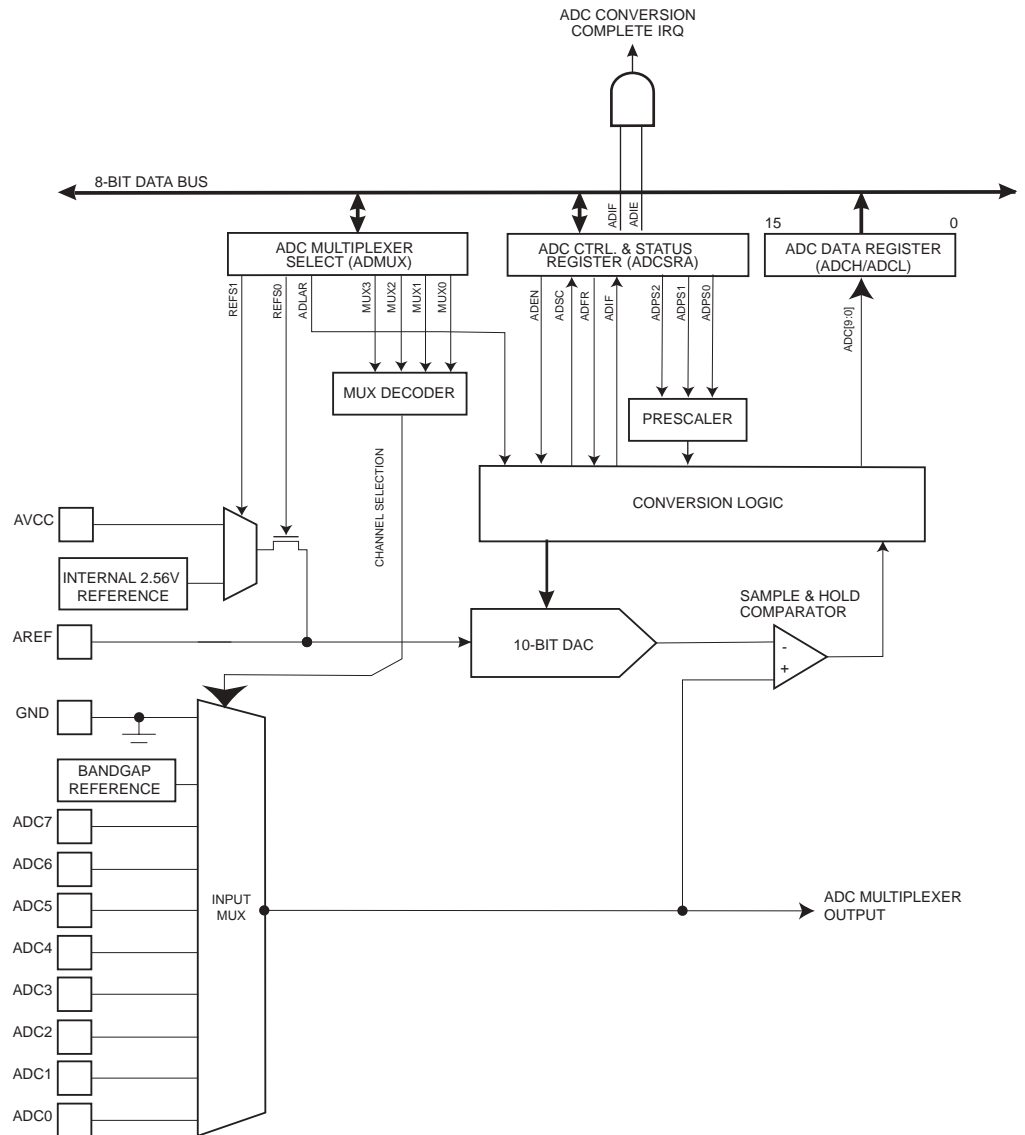 ADC CONVERSION
COMPLETE IRQ
8-BIT DATA BUS
ADIF
ADIE
15
0
ADC MULTIPLEXER
SELECT (ADMUX)
ADC CTRL. & STATUS
REGISTER (ADCSRA)
ADC DATA REGISTER
(ADCH/ADCL)
REFS1
REFS0
ADLAR
MUX3
MUX2
MUX1
MUX0
ADEN
ADSC
ADFR
ADIF
ADPS2
ADPS1
ADPS0
ADC[9:0]
MUX DECODER
PRESCALER
CHANNEL SELECTION
CONVERSION LOGIC
AVCC
INTERNAL 2.56V
REFERENCE
SAMPLE & HOLD
COMPARATOR
AREF
10-BIT DAC
-
+
GND
BANDGAP
REFERENCE
ADC7
ADC6
ADC5
ADC4
ADC3
ADC2
ADC1
ADC0
INPUT
MUX
ADC MULTIPLEXER
OUTPUT